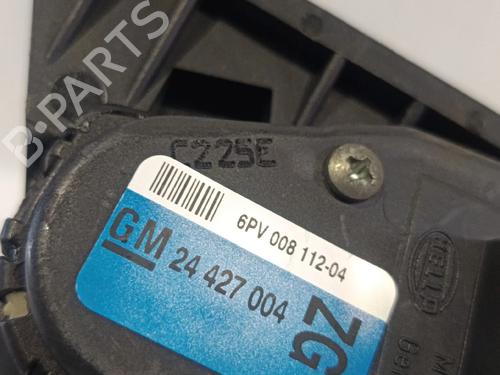 B-PARTS
C225E
6PV 008 112-04
GM 24 427 004
ZG
HELLA